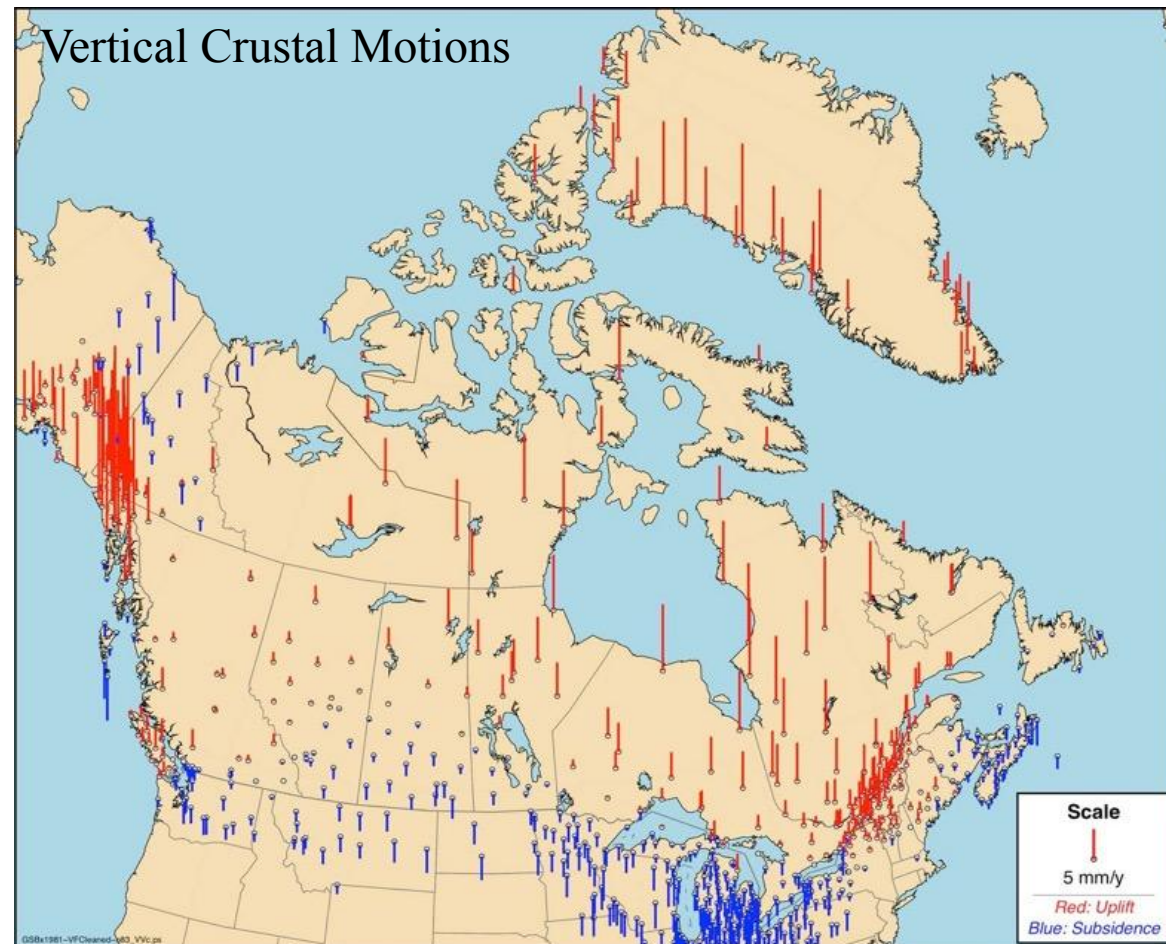 Vertical Crustal Motions
Scale
5 mm/y
Red: Uplift
Blue: Subsidence